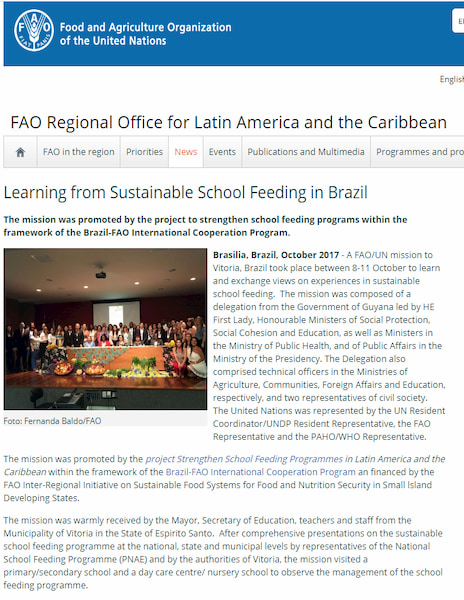 Food and Agriculture Organization
of the United Nations
FAO
FIAT PANIS
English
FAO Regional Office for Latin America and the Caribbean
FAO in the region
Priorities
News
Events
Publications and Multimedia
Programmes and pro
Learning from Sustainable School Feeding in Brazil
The mission was promoted by the project to strengthen school feeding programs within the
framework of the Brazil-FAO International Cooperation Program.
Brasilia, Brazil, October 2017 - A FAO/UN mission to
Vitoria, Brazil took place between 8-11 October to learn
and exchange views on experiences in sustainable
school feeding. The mission was composed of a
delegation from the Government of Guyana led by HE
First Lady, Honourable Ministers of Social Protection,
Social Cohesion and Education, as well as Ministers in
the Ministry of Public Health, and of Public Affairs in the
Ministry of the Presidency. The Delegation also
comprised technical officers in the Ministries of
Agriculture, Communities, Foreign Affairs and Education,
respectively, and two representatives of civil society.
The United Nations was represented by the UN Resident
Coordinator/UNDP Resident Representative, the FAO
Representative and the PAHO/WHO Representative.
Foto: Fernanda Baldo/FAO
The mission was promoted by the project Strengthen School Feeding Programmes in Latin America and the
Caribbean within the framework of the Brazil-FAO International Cooperation Program an financed by the
FAO Inter-Regional Initiative on Sustainable Food Systems for Food and Nutrition Security in Small Island
Developing States.
The mission was warmly received by the Mayor, Secretary of Education, teachers and staff from the
Municipality of Vitoria in the State of Espirito Santo. After comprehensive presentations on the sustainable
school feeding programme at the national, state and municipal levels by representatives of the National
School Feeding Programme (PNAE) and by the authorities of Vitoria, the mission visited a
primary/secondary school and a day care centre/ nursery school to observe the management of the school
feeding programme.